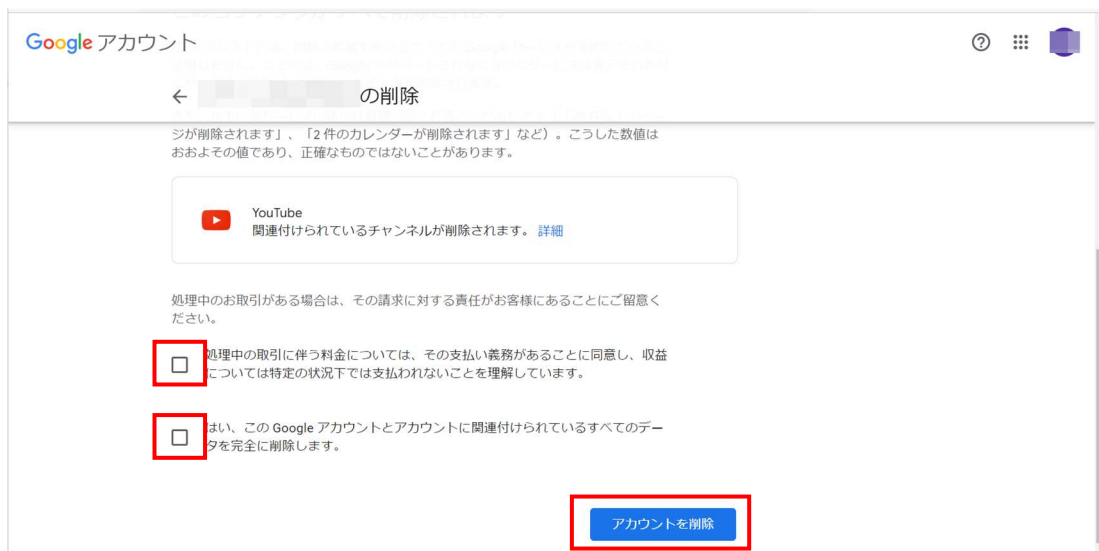 Google アカウント
の削除
ジが削除されます」、「2 件のカレンダーが削除されます」など）。こうした数値は
おおよその値であり、正確なものではないことがあります。
YouTube
関連付けられているチャンネルが削除されます。 詳細
処理中のお取引がある場合は、その請求に対する責任がお客様にあることにご留意く
ださい。
処理中の取引に伴う料金については、その支払い義務があることに同意し、収益
については特定の状況下では支払われないことを理解しています。
はい、この Google アカウントとアカウントに関連付けられているすべてのデー
タを完全に削除します。
アカウントを削除